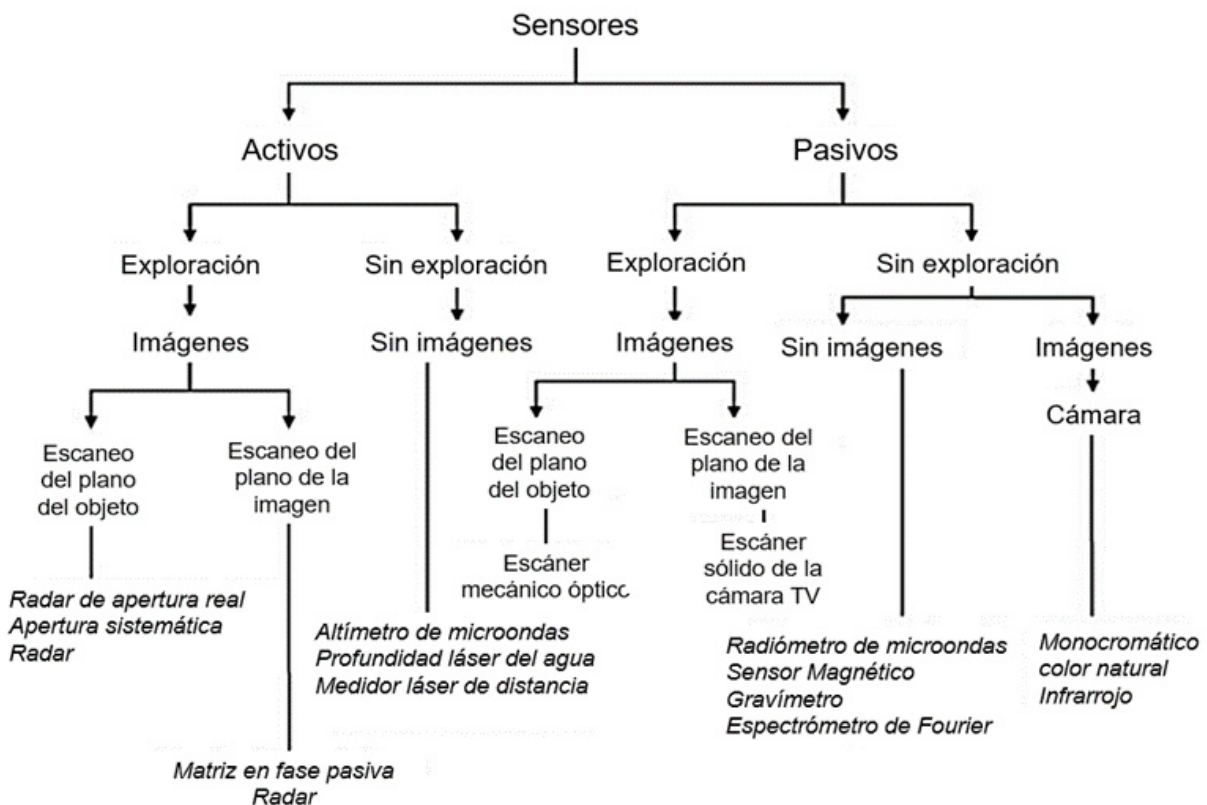 Sensores
Activos
Pasivos
Exploración
Sin exploración
Exploración
Sin exploración
Imágenes
Sin imágenes
Imágenes
Sin imágenes
Imágenes
Escaneo
del plano
del objeto
Escaneo del
plano de la
imagen
Escaneo
del plano
del objeto
Escaneo del
plano de la
imagen
Cámara
Escáner
mecánico óptico
Escáner
sólido de la
cámara TV
Radar de apertura real
Apertura sistemática
Radar
Altímetro de microondas
Profundidad láser del agua
Medidor láser de distancia
Radiómetro de microondas
Sensor Magnético
Gravímetro
Espectrómetro de Fourier
Monocromático
color natural
Infrarrojo
Matriz en fase pasiva
Radar